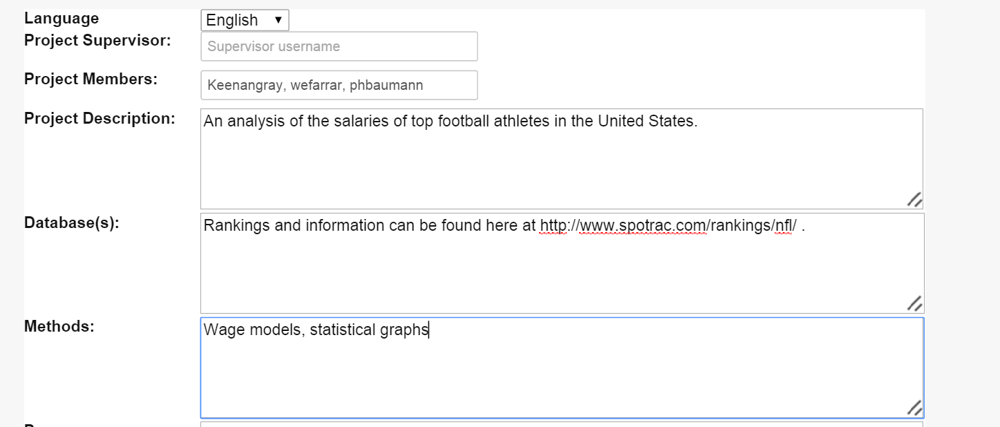 Language English
Project Supervisor: Supervisor username
Project Members: Keenangray, wefarrar, phbaumann
Project Description: An analysis of the salaries of top football athletes in the United States.
Database(s): Rankings and information can be found here at http://www.spotrac.com/rankings/nfl/ .
Methods: Wage models, statistical graphs